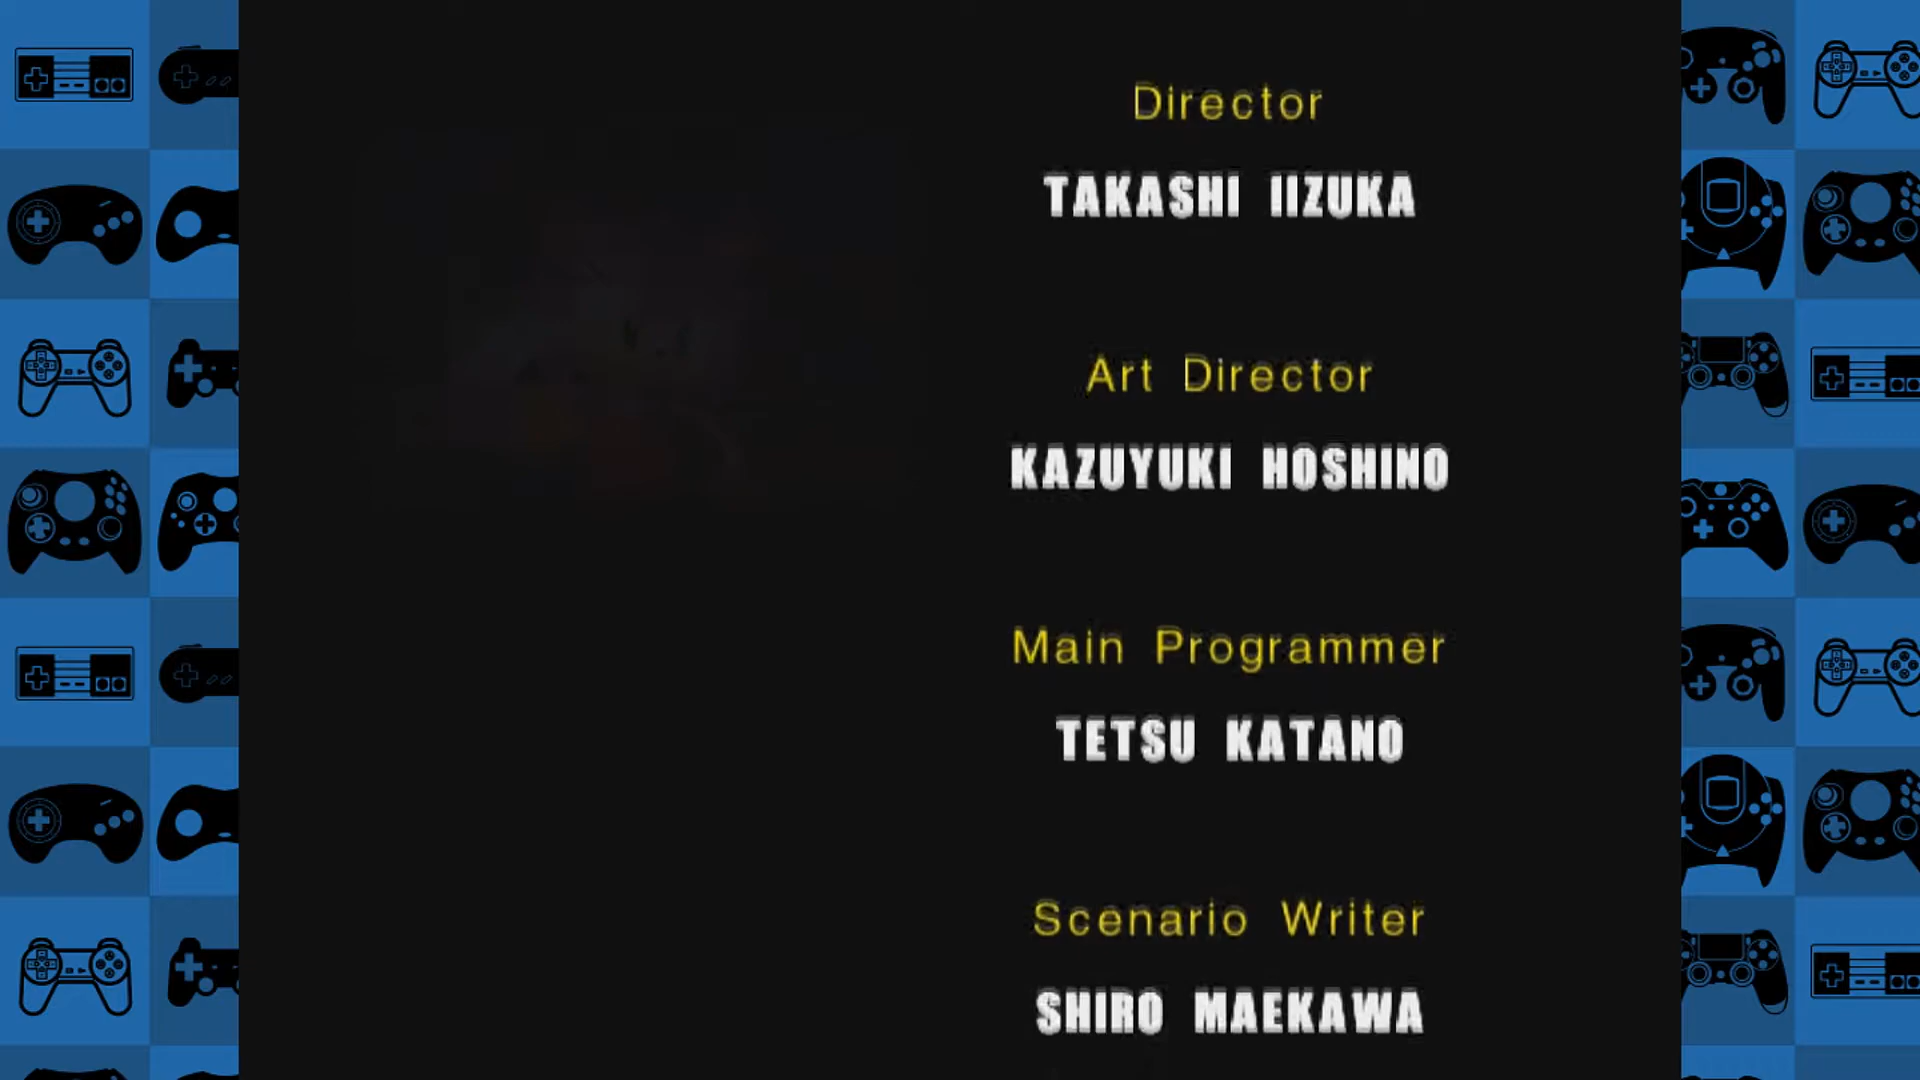 Director
TAKASHI IIZUKA
Art Director
KAZUYUKI HOSHINO
Main Programmer
TETSU KATANO
Scenario Writer
SHIRO MAEKAWA